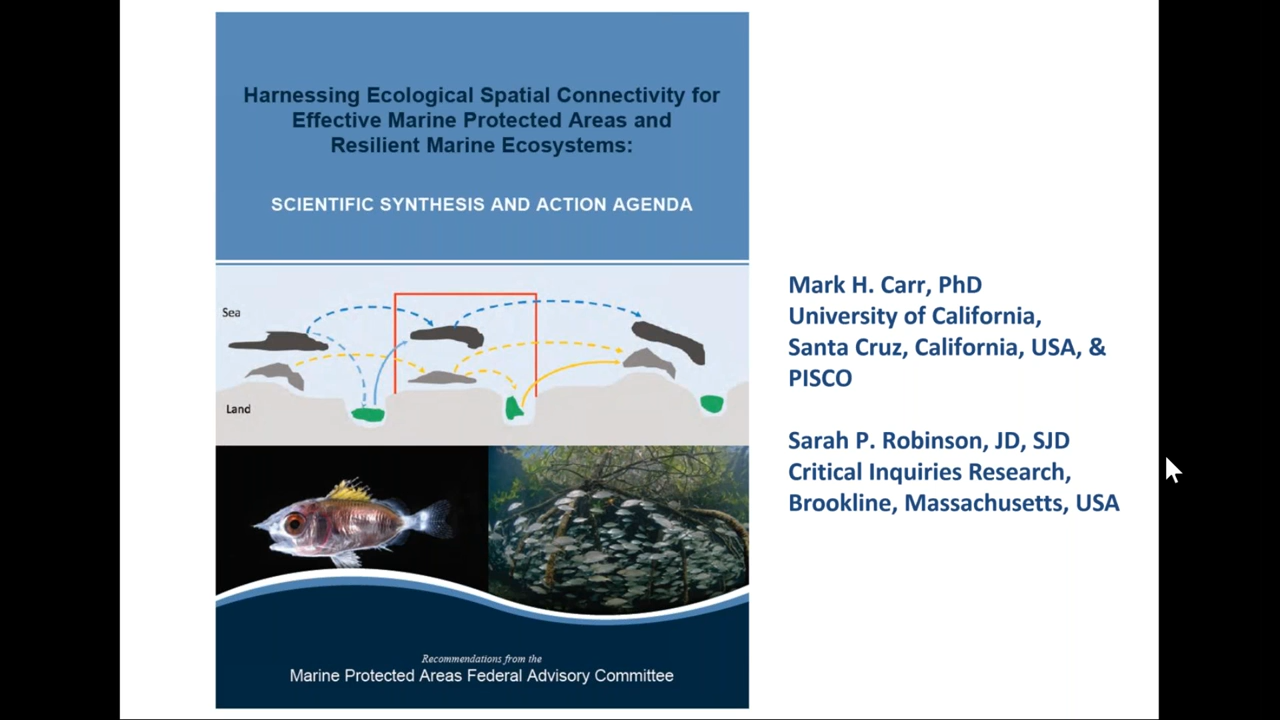 Harnessing Ecological Spatial Connectivity for
Effective Marine Protected Areas and
Resilient Marine Ecosystems:
SCIENTIFIC SYNTHESIS AND ACTION AGENDA
Sea
Land
Recommendations from the
Marine Protected Areas Federal Advisory Committee
Mark H. Carr, PhD
University of California,
Santa Cruz, California, USA, &
PISCO
Sarah P. Robinson, JD, SJD
Critical Inquiries Research,
Brookline, Massachusetts, USA